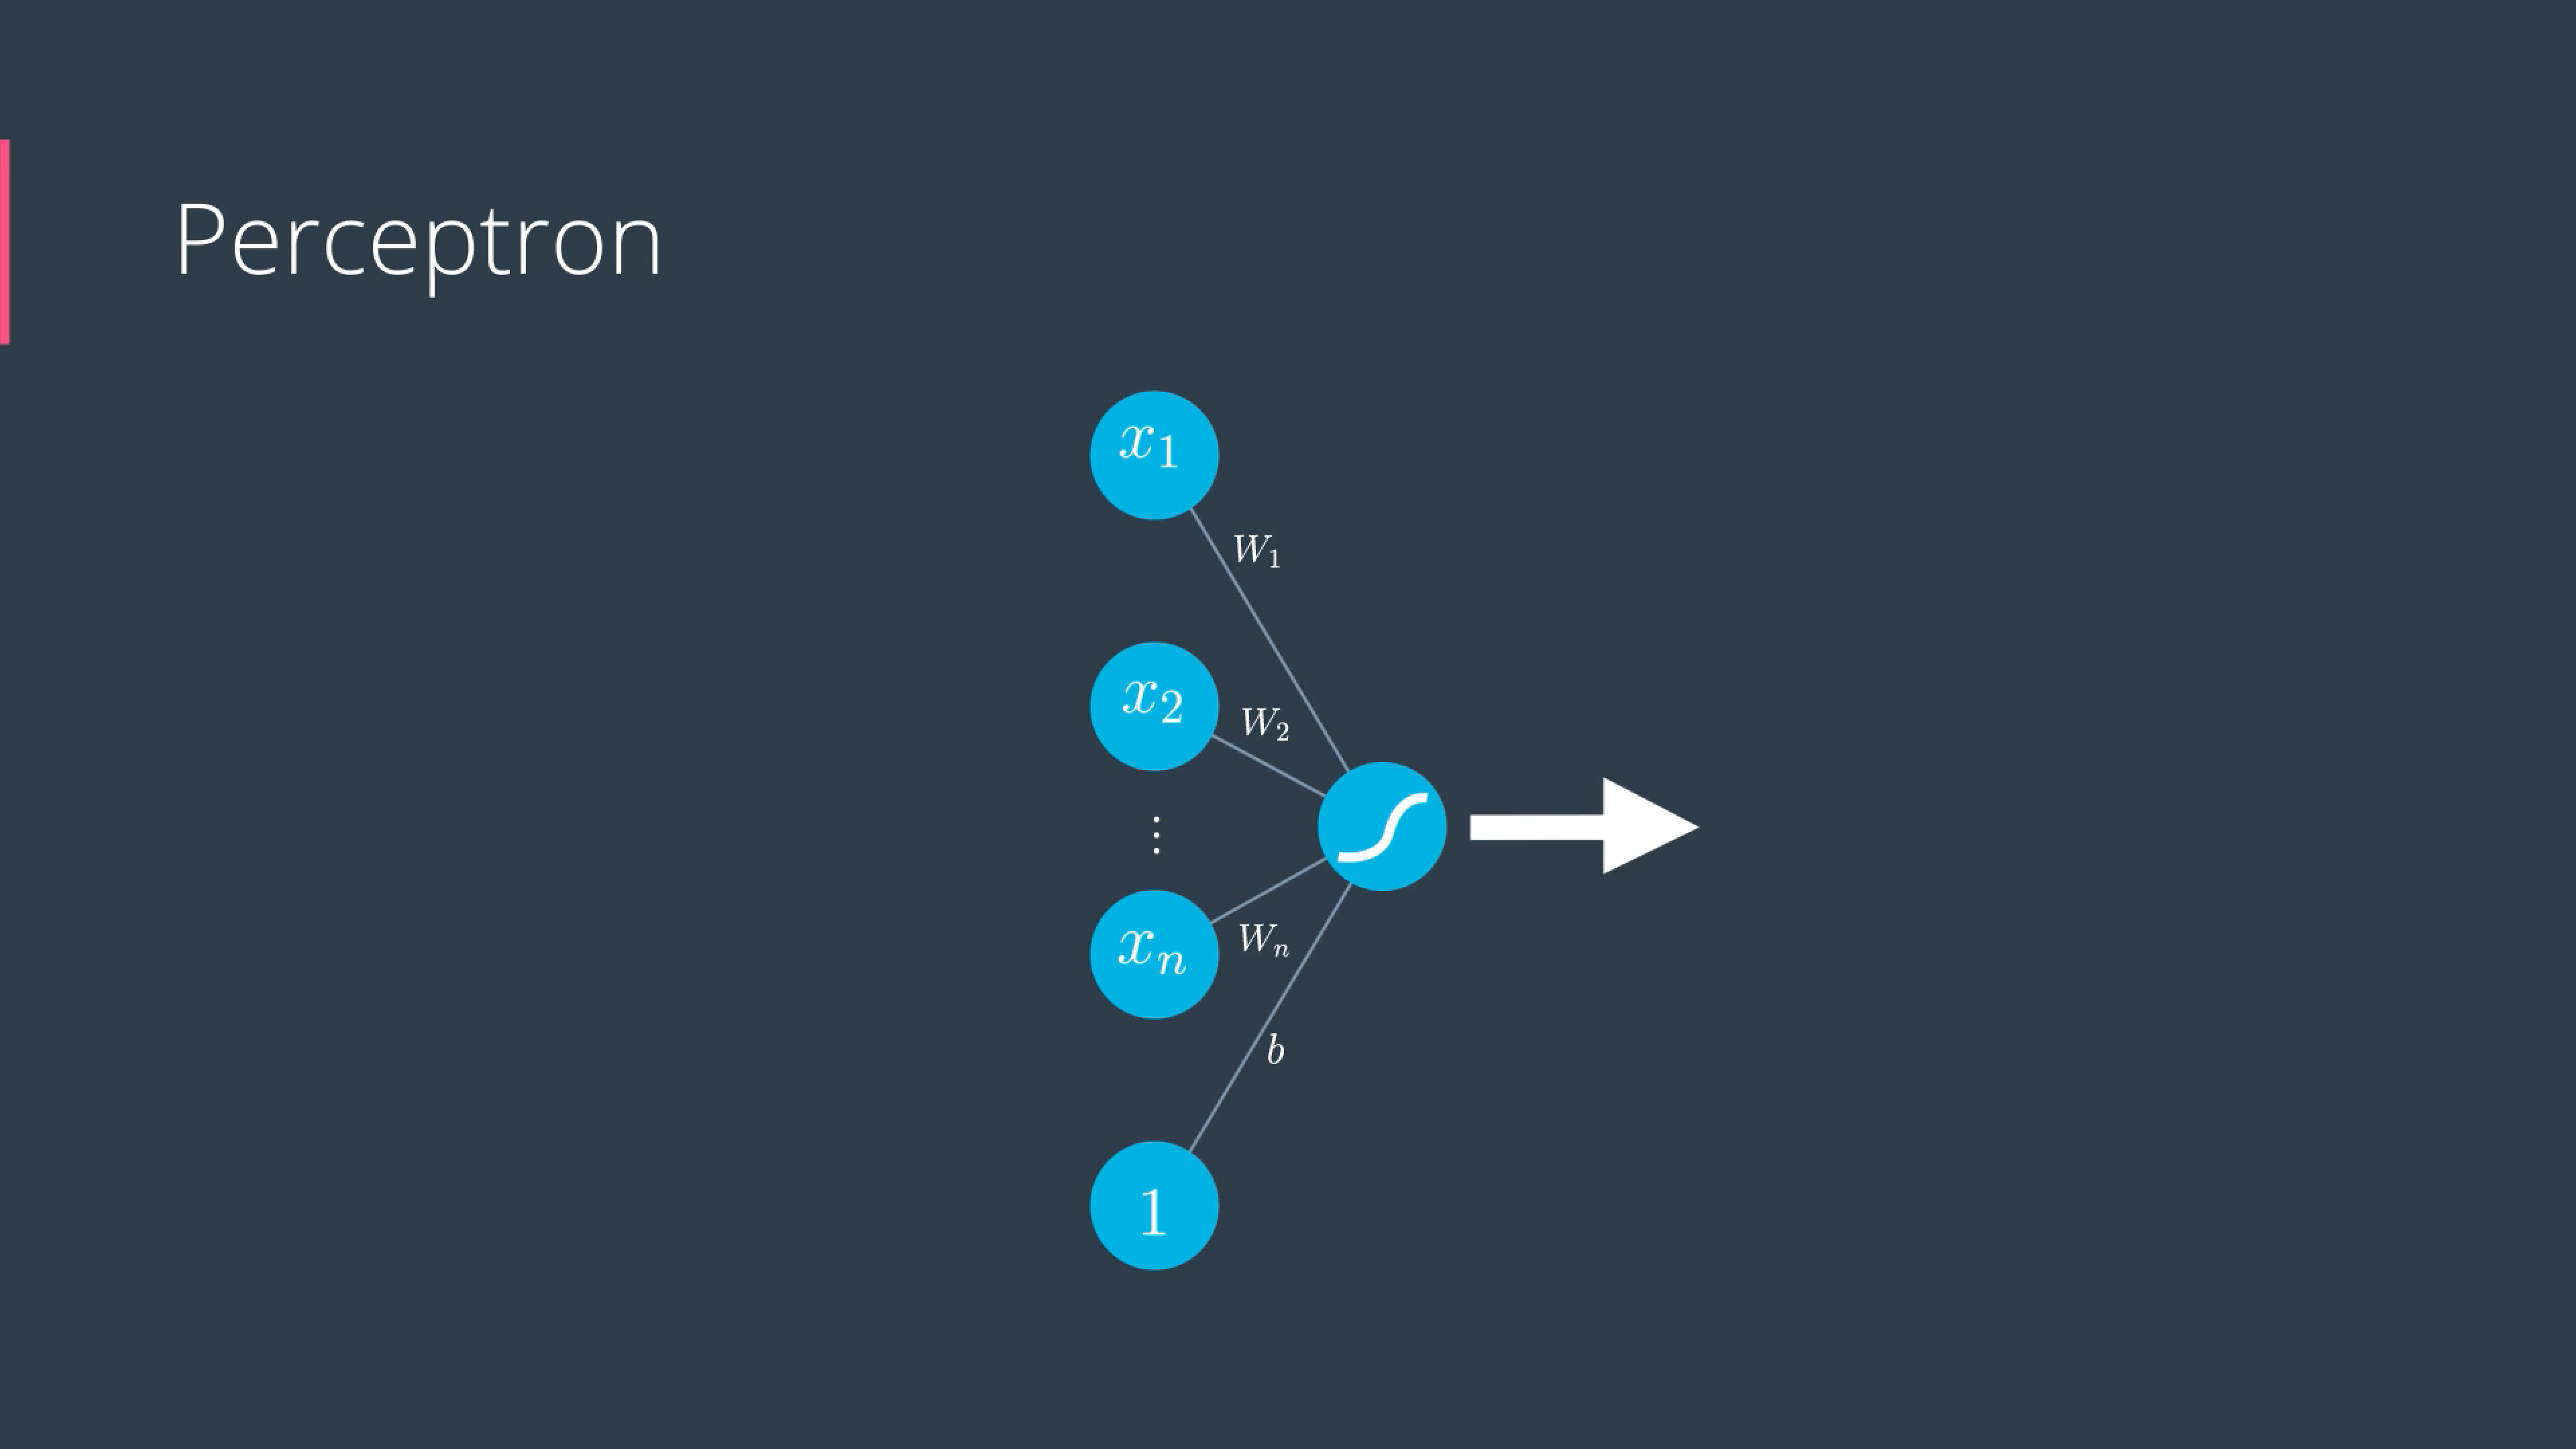 Perceptron
x₁
W₁
x₂
W₂
⋮
xₙ
Wₙ
b
1